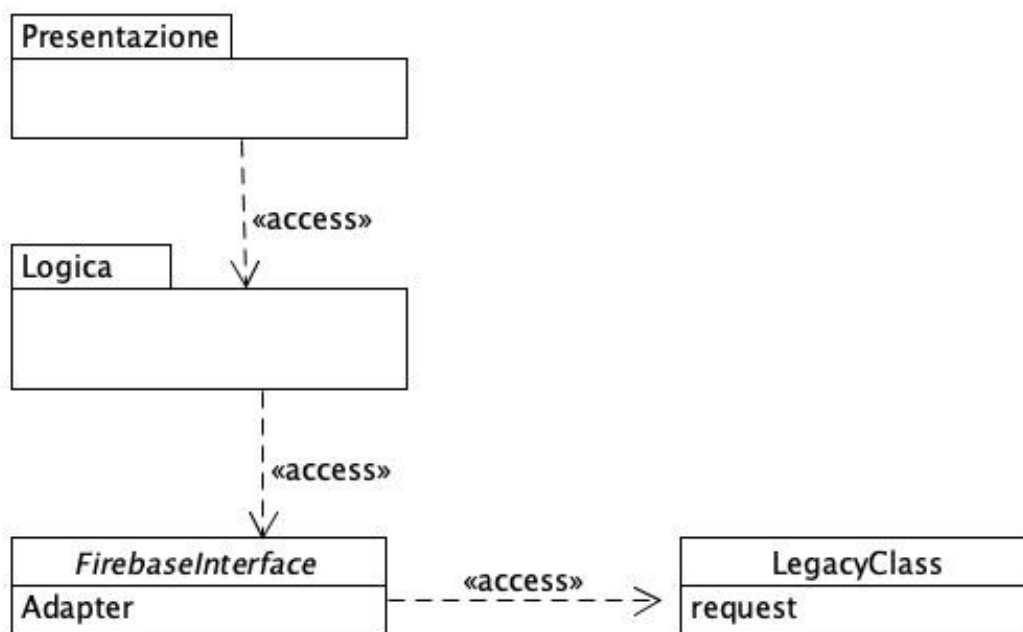 Presentazione
«access»
Logica
«access»
FirebaseInterface
Adapter
«access»
LegacyClass
request